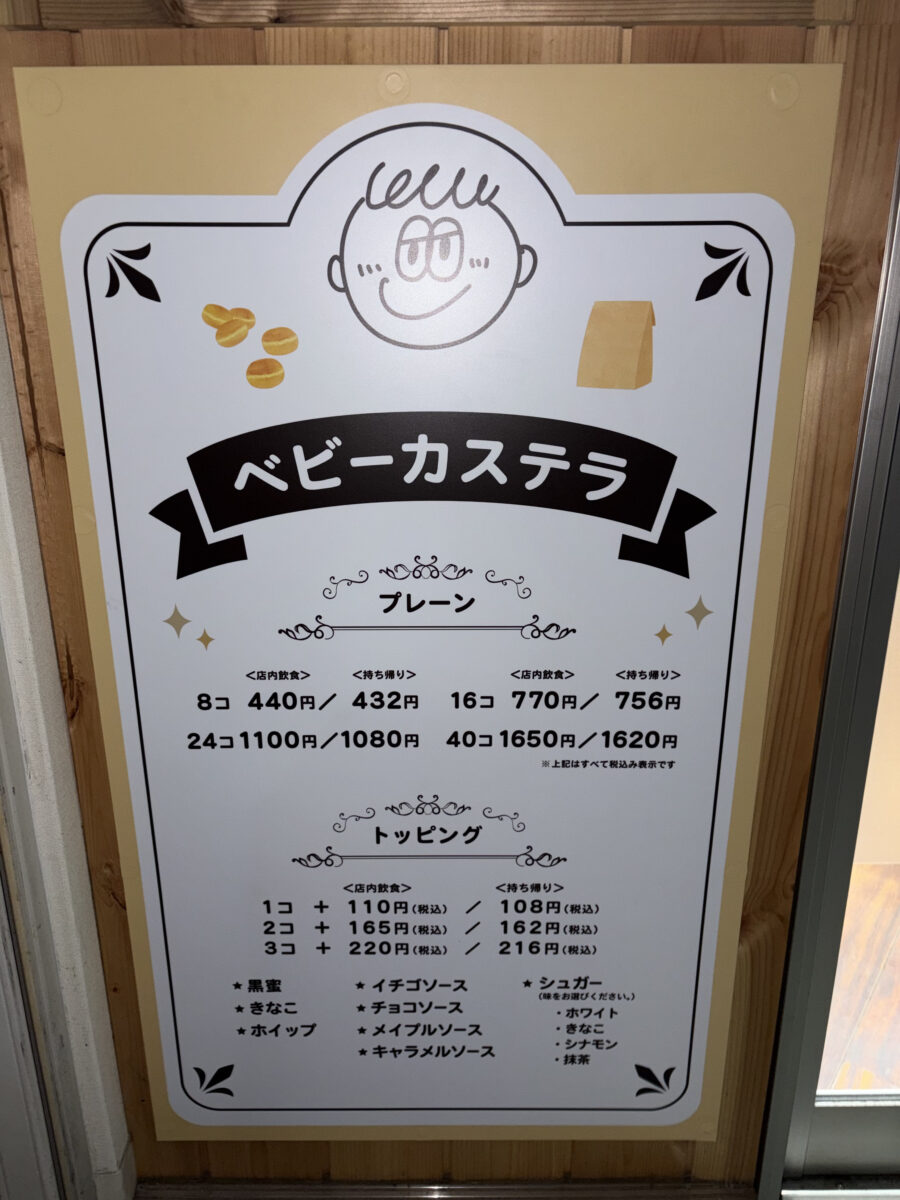 ベビーカステラ
プレーン
<店内飲食> <持ち帰り> <店内飲食> <持ち帰り>
8コ 440円／432円 16コ 770円／756円
24コ1100円／1080円 40コ1650円／1620円
※上記はすべて税込み表示です
トッピング
<店内飲食> <持ち帰り>
1コ + 110円(税込) / 108円(税込)
2コ + 165円(税込) / 162円(税込)
3コ + 220円(税込) / 216円(税込)
★黒蜜
★きなこ
★ホイップ
★イチゴソース
★チョコソース
★メイプルソース
★キャラメルソース
★シュガー
(味をお選びください。)
・ホワイト
・きなこ
・シナモン
・抹茶